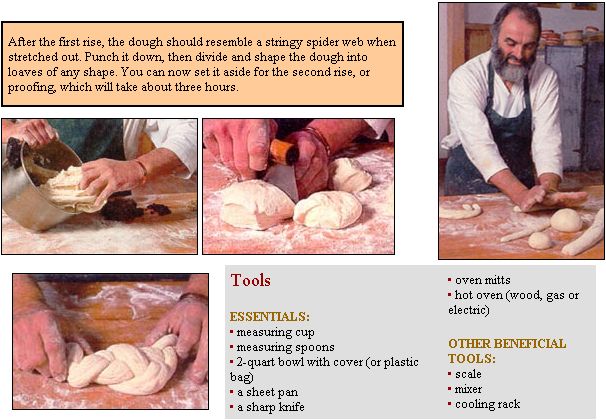 After the first rise, the dough should resemble a stringy spider web when
stretched out. Punch it down, then divide and shape the dough into
loaves of any shape. You can now set it aside for the second rise, or
proofing, which will take about three hours.
Tools
ESSENTIALS:
• measuring cup
• measuring spoons
• 2-quart bowl with cover (or plastic
bag)
• a sheet pan
• a sharp knife
• oven mitts
• hot oven (wood, gas or
electric)
OTHER BENEFICIAL
TOOLS:
• scale
• mixer
• cooling rack